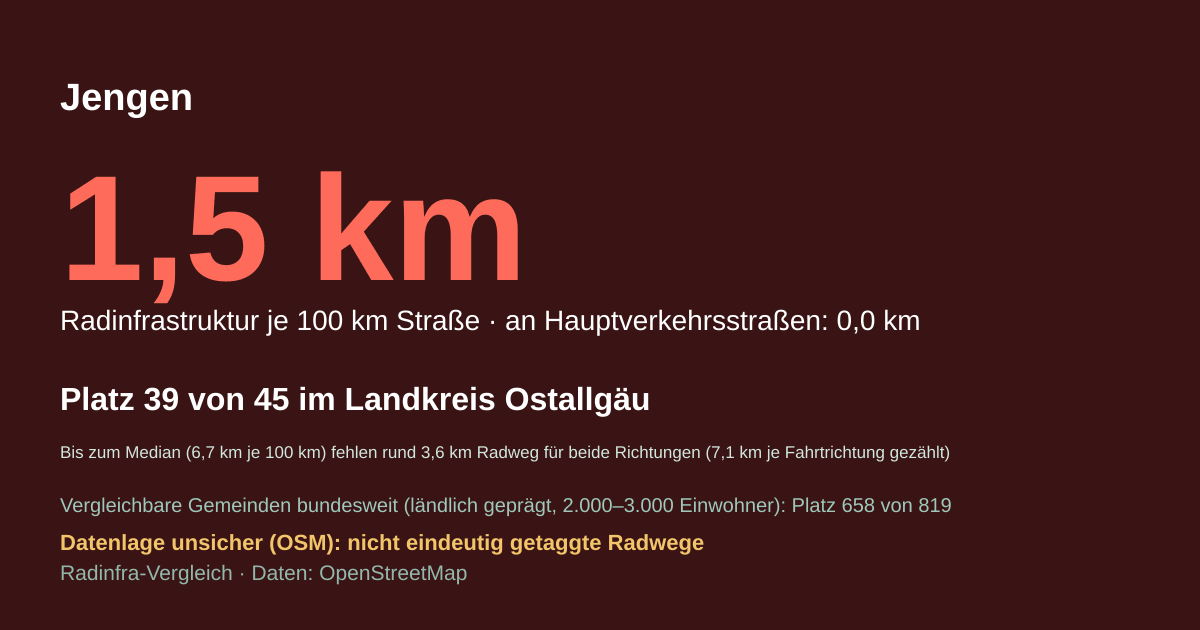 Jengen
1,5 km
Radinfrastruktur je 100 km Straße · an Hauptverkehrsstraßen: 0,0 km
Platz 39 von 45 im Landkreis Ostallgäu
Bis zum Median (6,7 km je 100 km) fehlen rund 3,6 km Radweg für beide Richtungen (7,1 km je Fahrtrichtung gezählt)
Vergleichbare Gemeinden bundesweit (ländlich geprägt, 2.000–3.000 Einwohner): Platz 658 von 819
Datenlage unsicher (OSM): nicht eindeutig getaggte Radwege
Radinfra-Vergleich · Daten: OpenStreetMap